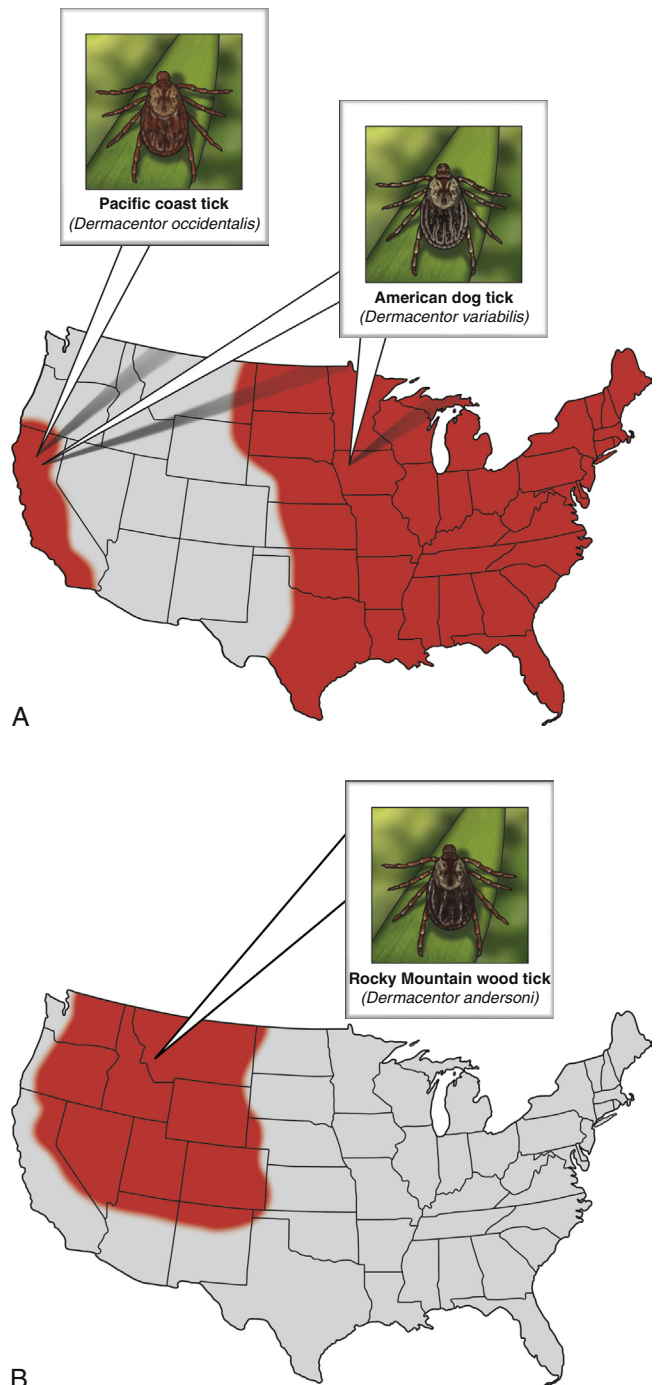 Pacific coast tick
(Dermacentor occidentalis)
American dog tick
(Dermacentor variabilis)
A
Rocky Mountain wood tick
(Dermacentor andersoni)
B